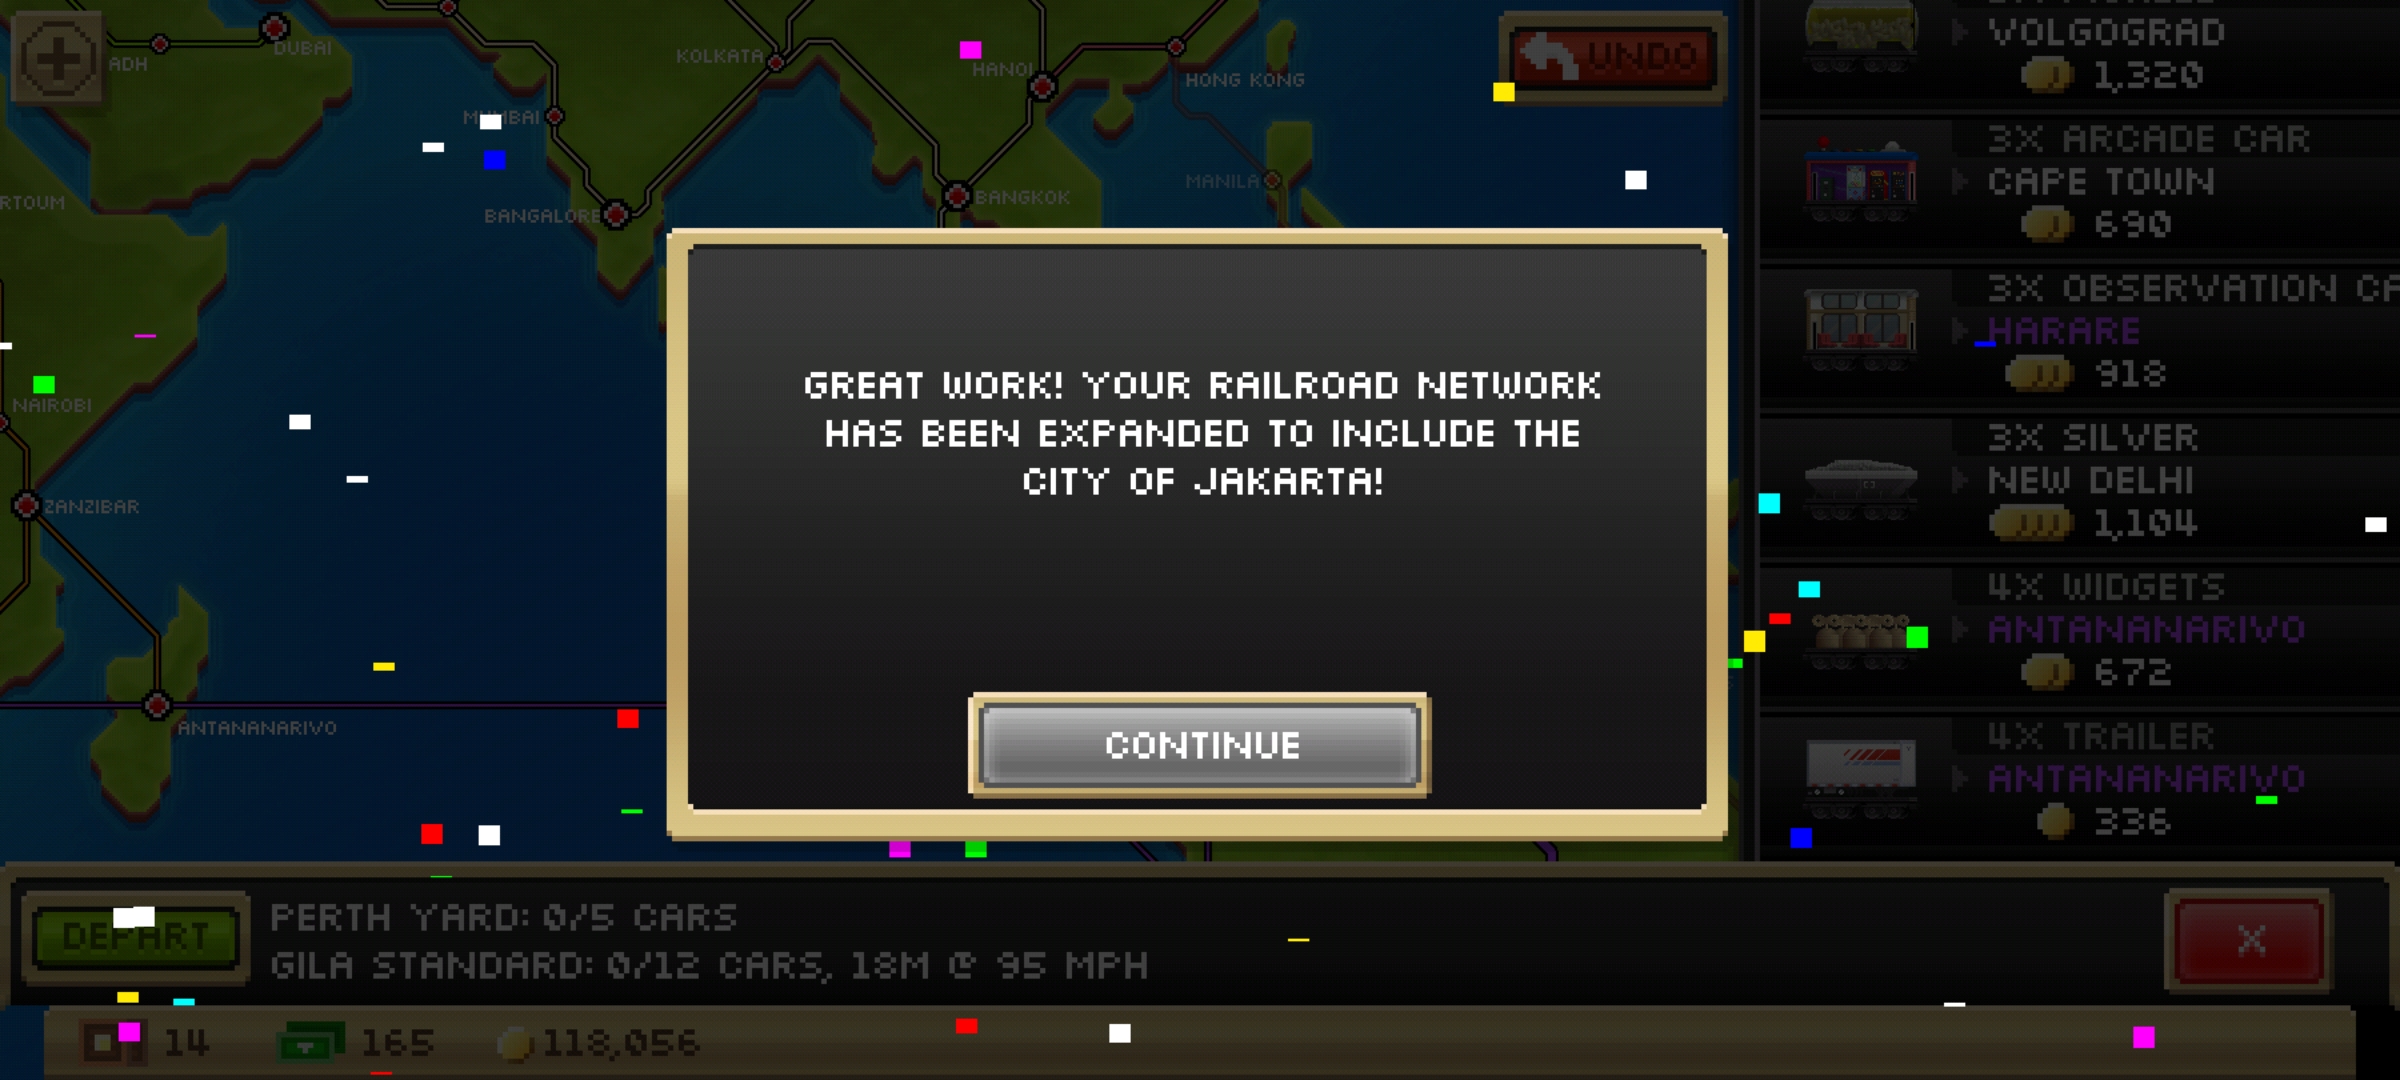 DUBAI
ADH
KOLKATA
HANOI
HONG KONG
UNDO
MUMBAI
MANILA
RTOUM
BANGALORE
BANGKOK
VOLGOGRAD
1,320
3X ARCADE CAR
CAPE TOWN
690
3X OBSERVATION CA
HARARE
918
3X SILVER
NEW DELHI
1,104
4X WIDGETS
ANTANANARIVO
672
4X TRAILER
ANTANANARIVO
336
NAIROBI
ZANZIBAR
ANTANANARIVO
GREAT WORK! YOUR RAILROAD NETWORK
HAS BEEN EXPANDED TO INCLUDE THE
CITY OF JAKARTA!
CONTINUE
DEPART
PERTH YARD: 0/5 CARS
GILA STANDARD: 0/12 CARS, 18M @ 95 MPH
X
14
165
118,056